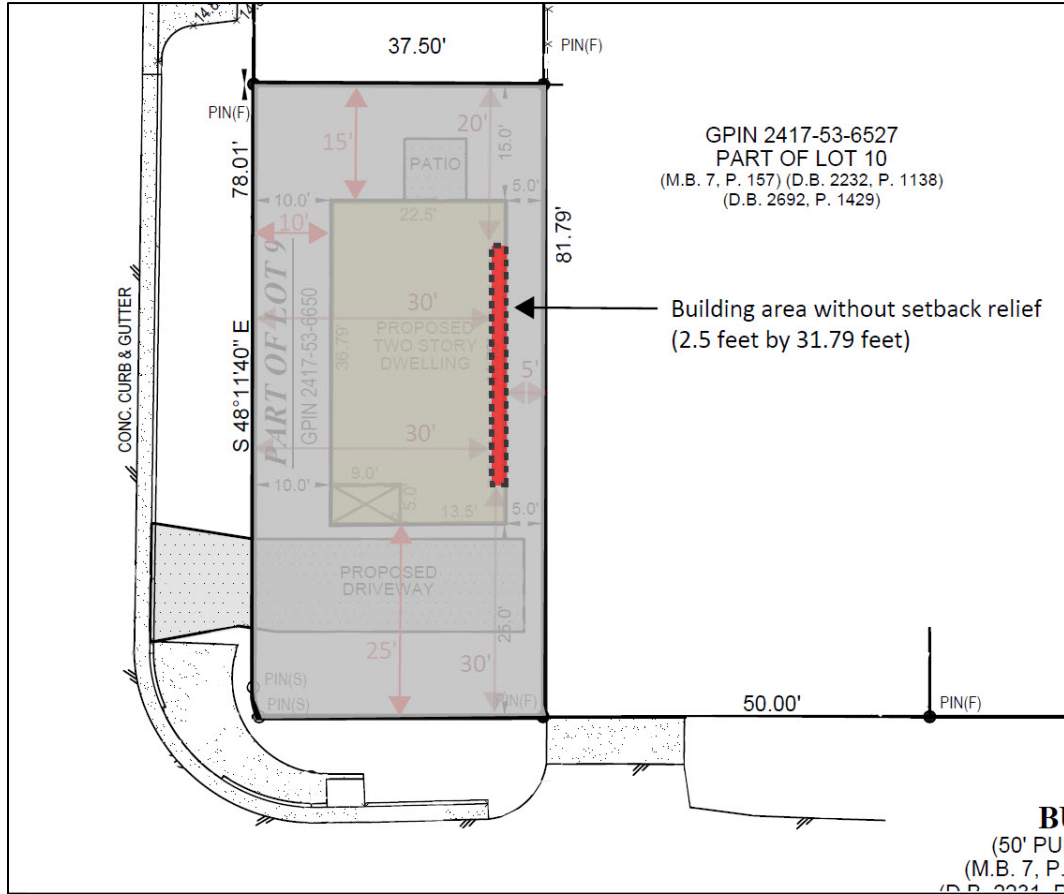 14.8
37.50'
PIN(F)
PIN(F)
78.01'
15'
20'
15.0'
PATIO
5.0'
10.0'
22.5'
10'
81.79'
GPIN 2417-53-6527
PART OF LOT 10
(M.B. 7, P. 157) (D.B. 2232, P. 1138)
(D.B. 2692, P. 1429)
CONC. CURB & GUTTER
S 48°11'40" E
PART OF LOT 9
GPIN 2417-53-6650
30'
36.79'
PROPOSED
TWO STORY
DWELLING
Building area without setback relief
(2.5 feet by 31.79 feet)
5'
30'
9.0'
10.0'
5.0'
13.5'
5.0'
PROPOSED
DRIVEWAY
25.0'
25'
30'
PIN(S)
PIN(S)
PIN(F)
50.00'
PIN(F)
BU
(50' PU
(M.B. 7, P.